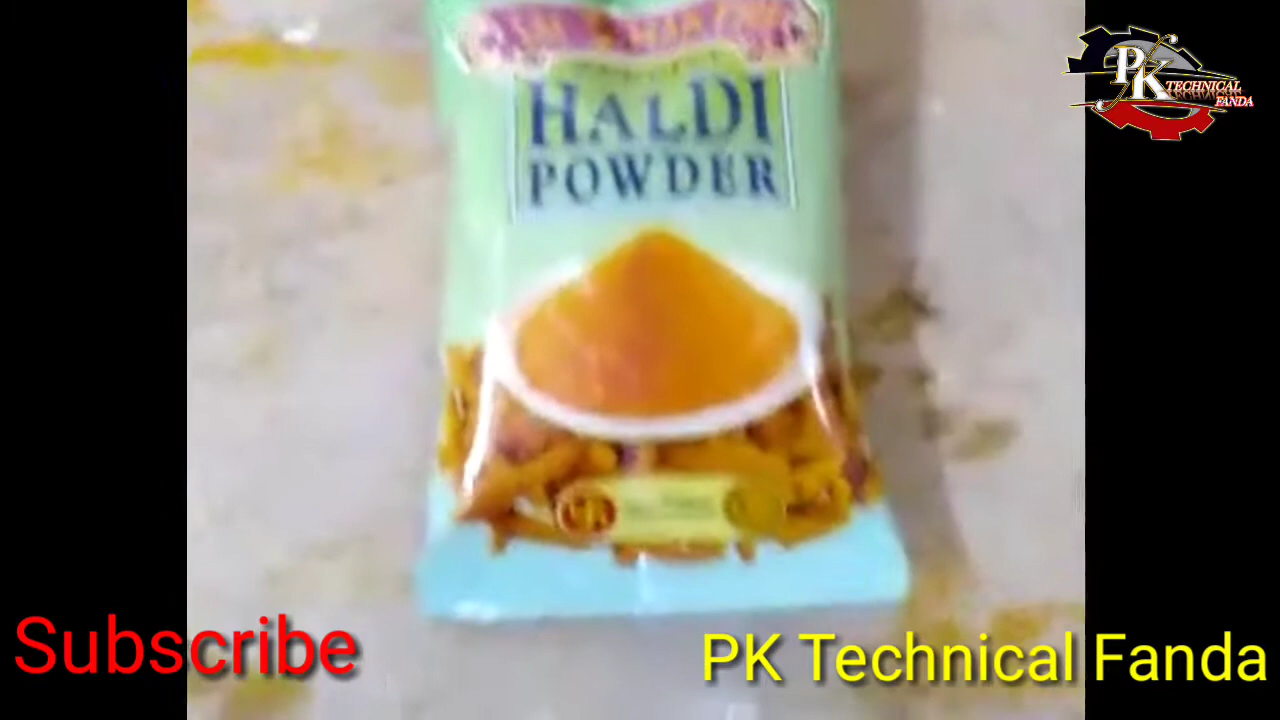 HALDI
POWDER
PK
TECHNICAL
FANDA
Subscribe
PK Technical Fanda